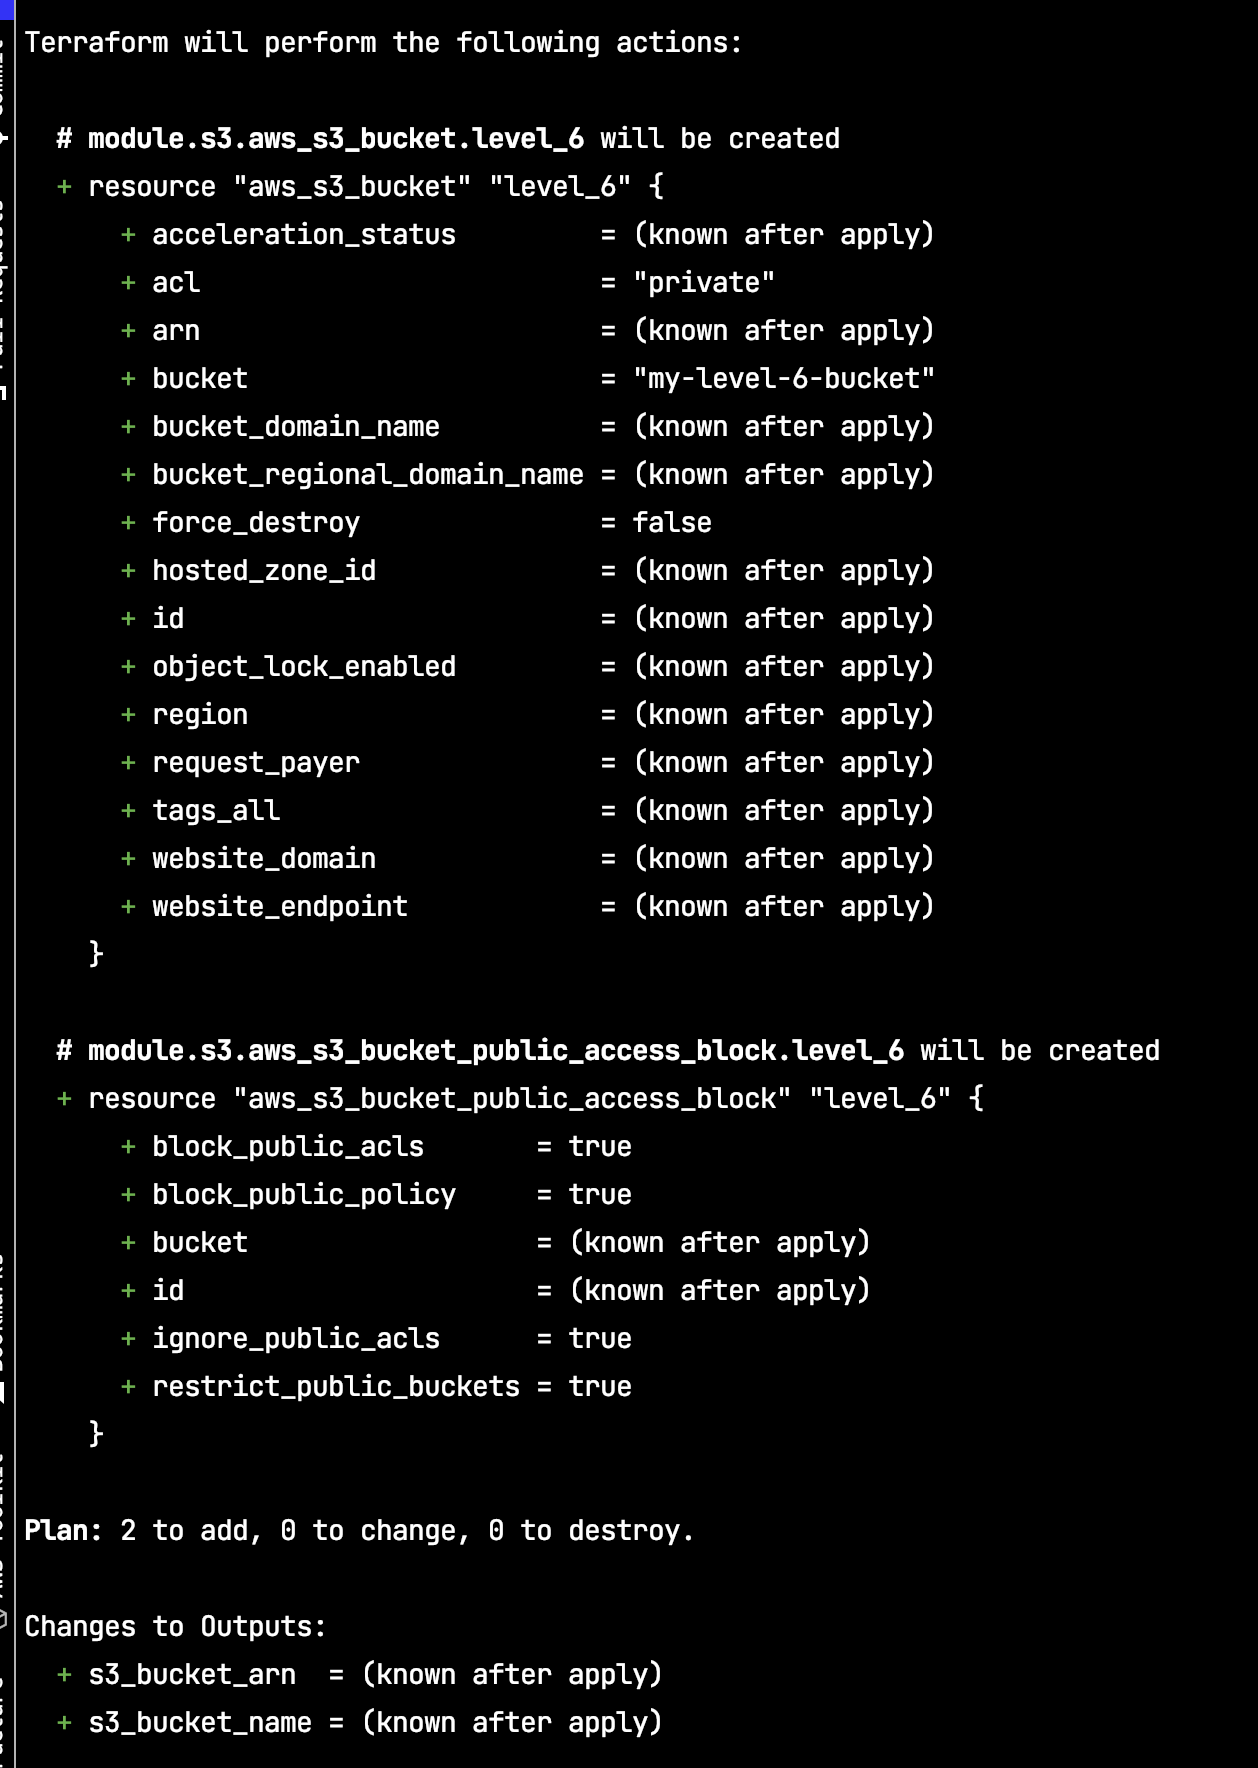 Terraform will perform the following actions:
# module.s3.aws_s3_bucket.level_6 will be created
+ resource "aws_s3_bucket" "level_6" {
+ acceleration_status = (known after apply)
+ acl = "private"
+ arn = (known after apply)
+ bucket = "my-level-6-bucket"
+ bucket_domain_name = (known after apply)
+ bucket_regional_domain_name = (known after apply)
+ force_destroy = false
+ hosted_zone_id = (known after apply)
+ id = (known after apply)
+ object_lock_enabled = (known after apply)
+ region = (known after apply)
+ request_payer = (known after apply)
+ tags_all = (known after apply)
+ website_domain = (known after apply)
+ website_endpoint = (known after apply)
}
# module.s3.aws_s3_bucket_public_access_block.level_6 will be created
+ resource "aws_s3_bucket_public_access_block" "level_6" {
+ block_public_acls = true
+ block_public_policy = true
+ bucket = (known after apply)
+ id = (known after apply)
+ ignore_public_acls = true
+ restrict_public_buckets = true
}
Plan: 2 to add, 0 to change, 0 to destroy.
Changes to Outputs:
+ s3_bucket_arn = (known after apply)
+ s3_bucket_name = (known after apply)